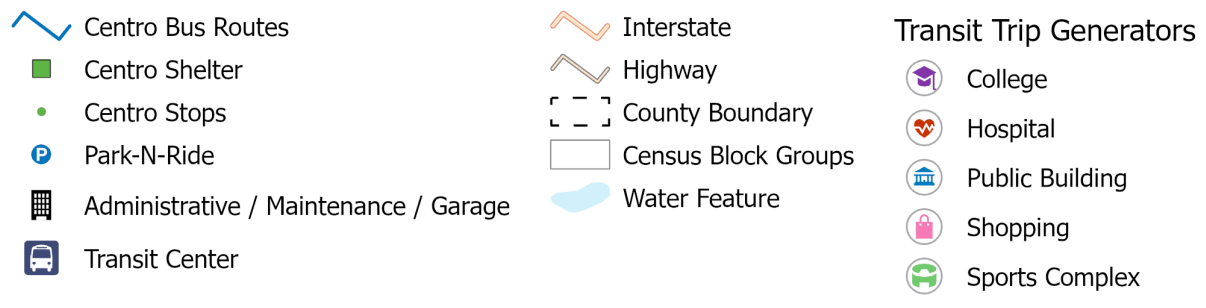 Centro Bus Routes
Centro Shelter
Centro Stops
P Park-N-Ride
Administrative / Maintenance / Garage
Transit Center
Interstate
Highway
County Boundary
Census Block Groups
Water Feature
Transit Trip Generators
College
Hospital
Public Building
Shopping
Sports Complex